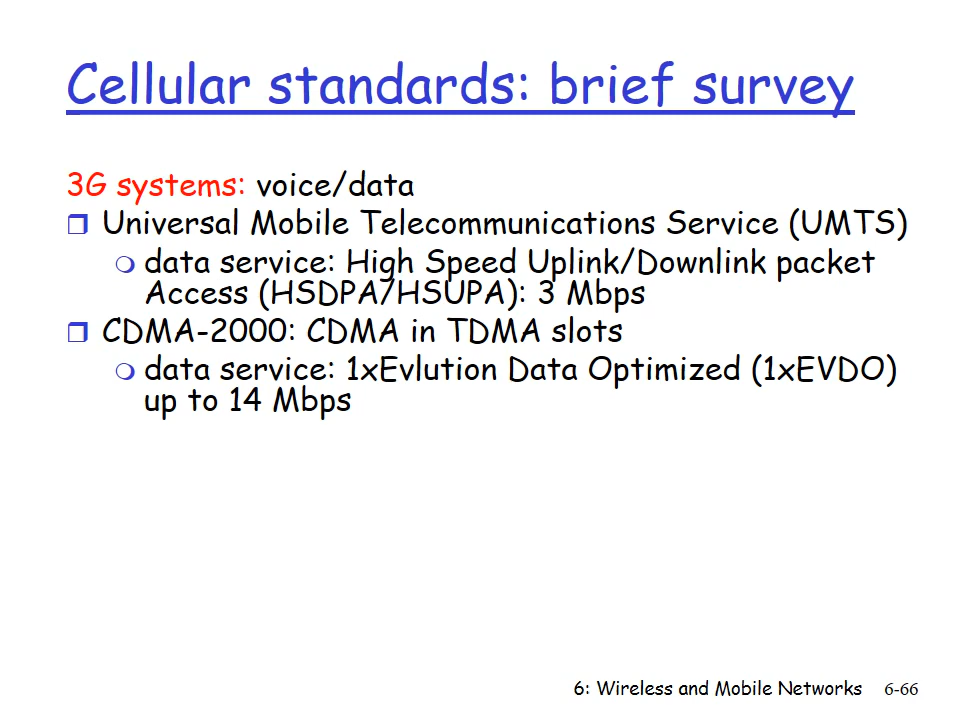 Cellular standards: brief survey
3G systems: voice/data
Universal Mobile Telecommunications Service (UMTS)
data service: High Speed Uplink/Downlink packet
Access (HSDPA/HSUPA): 3 Mbps
CDMA-2000: CDMA in TDMA slots
data service: 1xEvlution Data Optimized (1xEVDO)
up to 14 Mbps
6: Wireless and Mobile Networks 6-66